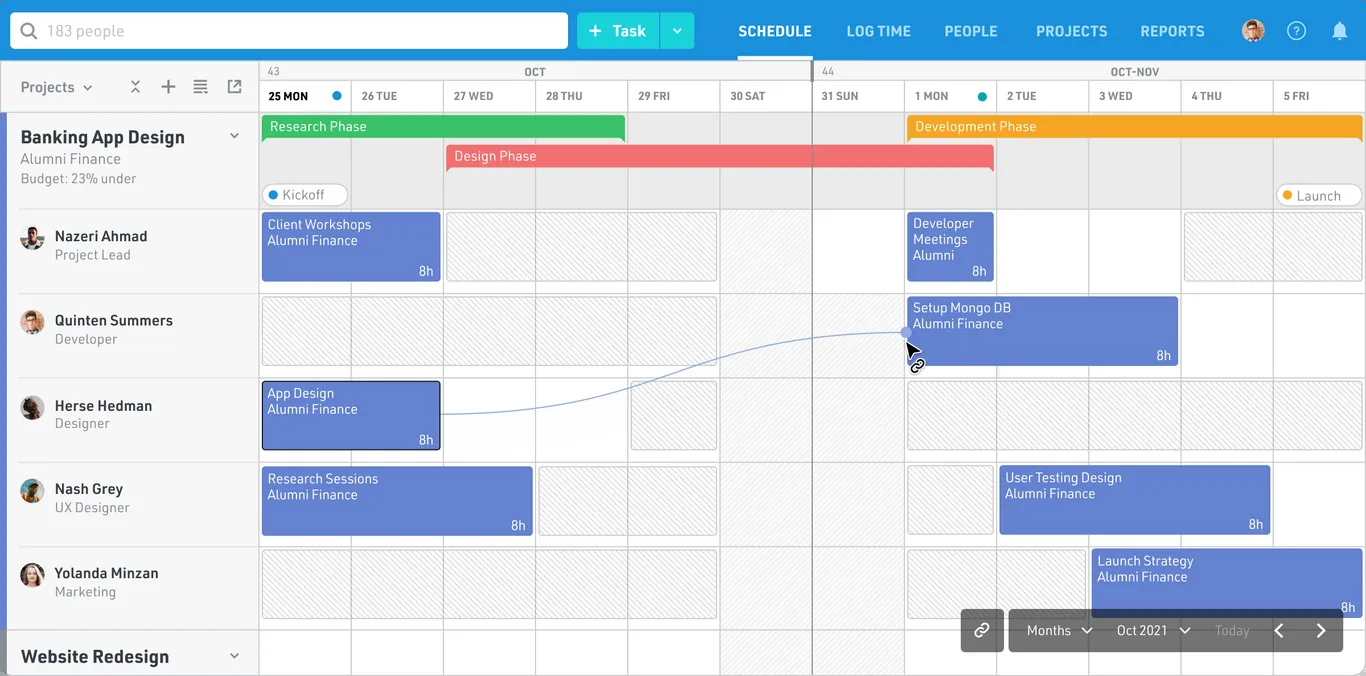 183 people
+ Task
SCHEDULE
LOG TIME
PEOPLE
PROJECTS
REPORTS
?
Projects
43
OCT
44
OCT-NOV
25 MON
26 TUE
27 WED
28 THU
29 FRI
30 SAT
31 SUN
1 MON
2 TUE
3 WED
4 THU
5 FRI
Banking App Design
Alumni Finance
Budget: 23% under
Research Phase
Development Phase
Design Phase
Kickoff
Launch
Nazeri Ahmad
Project Lead
Client Workshops
Alumni Finance
8h
Developer
Meetings
Alumni
8h
Quinten Summers
Developer
Setup Mongo DB
Alumni Finance
8h
Herse Hedman
Designer
App Design
Alumni Finance
8h
Nash Grey
UX Designer
Research Sessions
Alumni Finance
8h
User Testing Design
Alumni Finance
8h
Yolanda Minzan
Marketing
Launch Strategy
Alumni Finance
8h
Months
Oct 2021
Today
Website Redesign